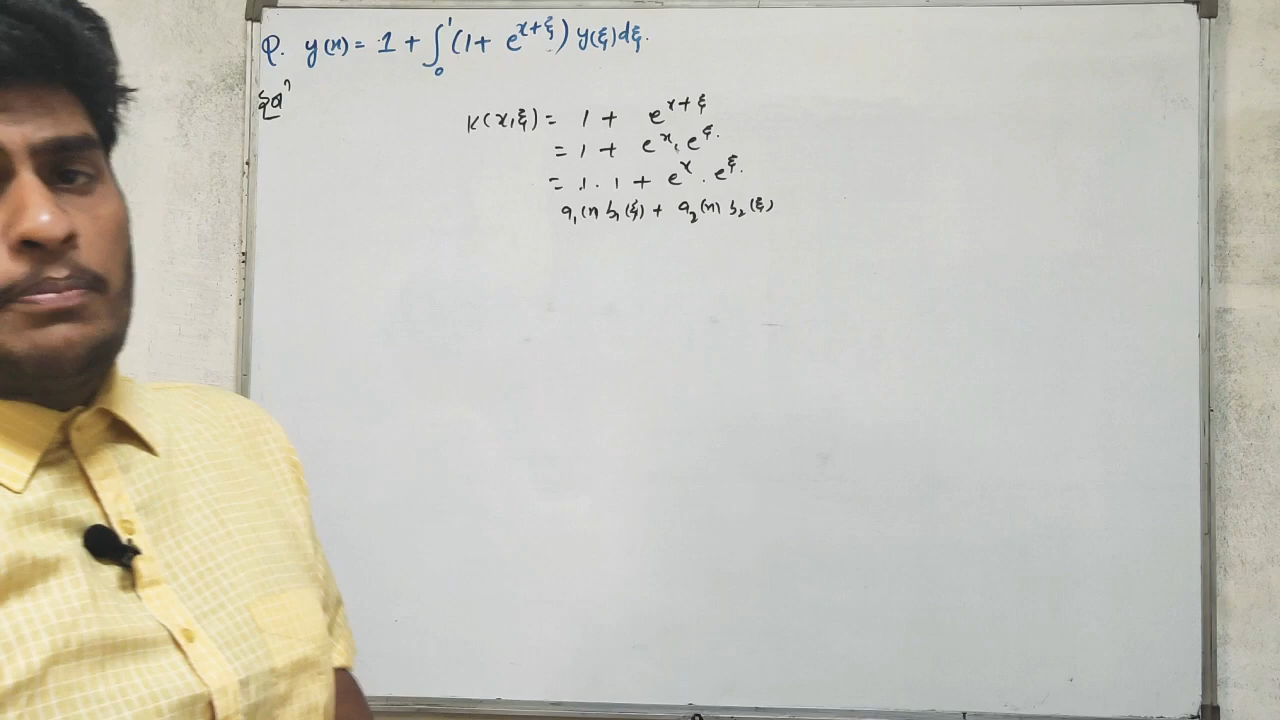 Q. y(x) = 1 + ∫₀¹ (1 + e^{x+ξ}) y(ξ) dξ.
Solⁿ
K(x,ξ) = 1 + e^{x+ξ}
= 1 + e^x . e^ξ.
= 1 . 1 + e^x . e^ξ.
a₁(x) b₁(ξ) + a₂(x) b₂(ξ)